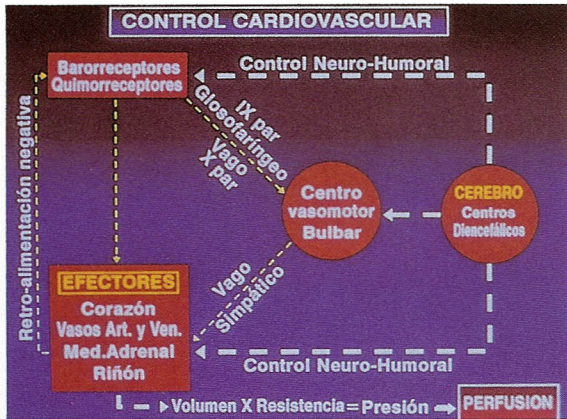 CONTROL CARDIOVASCULAR
Barorreceptores
Quimorreceptores
Control Neuro-Humoral
IX par
Glosofaríngeo
Vago
X par
Retro-alimentación negativa
Centro
vasomotor
Bulbar
CEREBRO
Centros
Diencefálicos
EFECTORES
Corazón
Vasos Art. y Ven.
Med.Adrenal
Riñón
Vago
Simpático
Control Neuro-Humoral
Volumen X Resistencia = Presión
PERFUSION